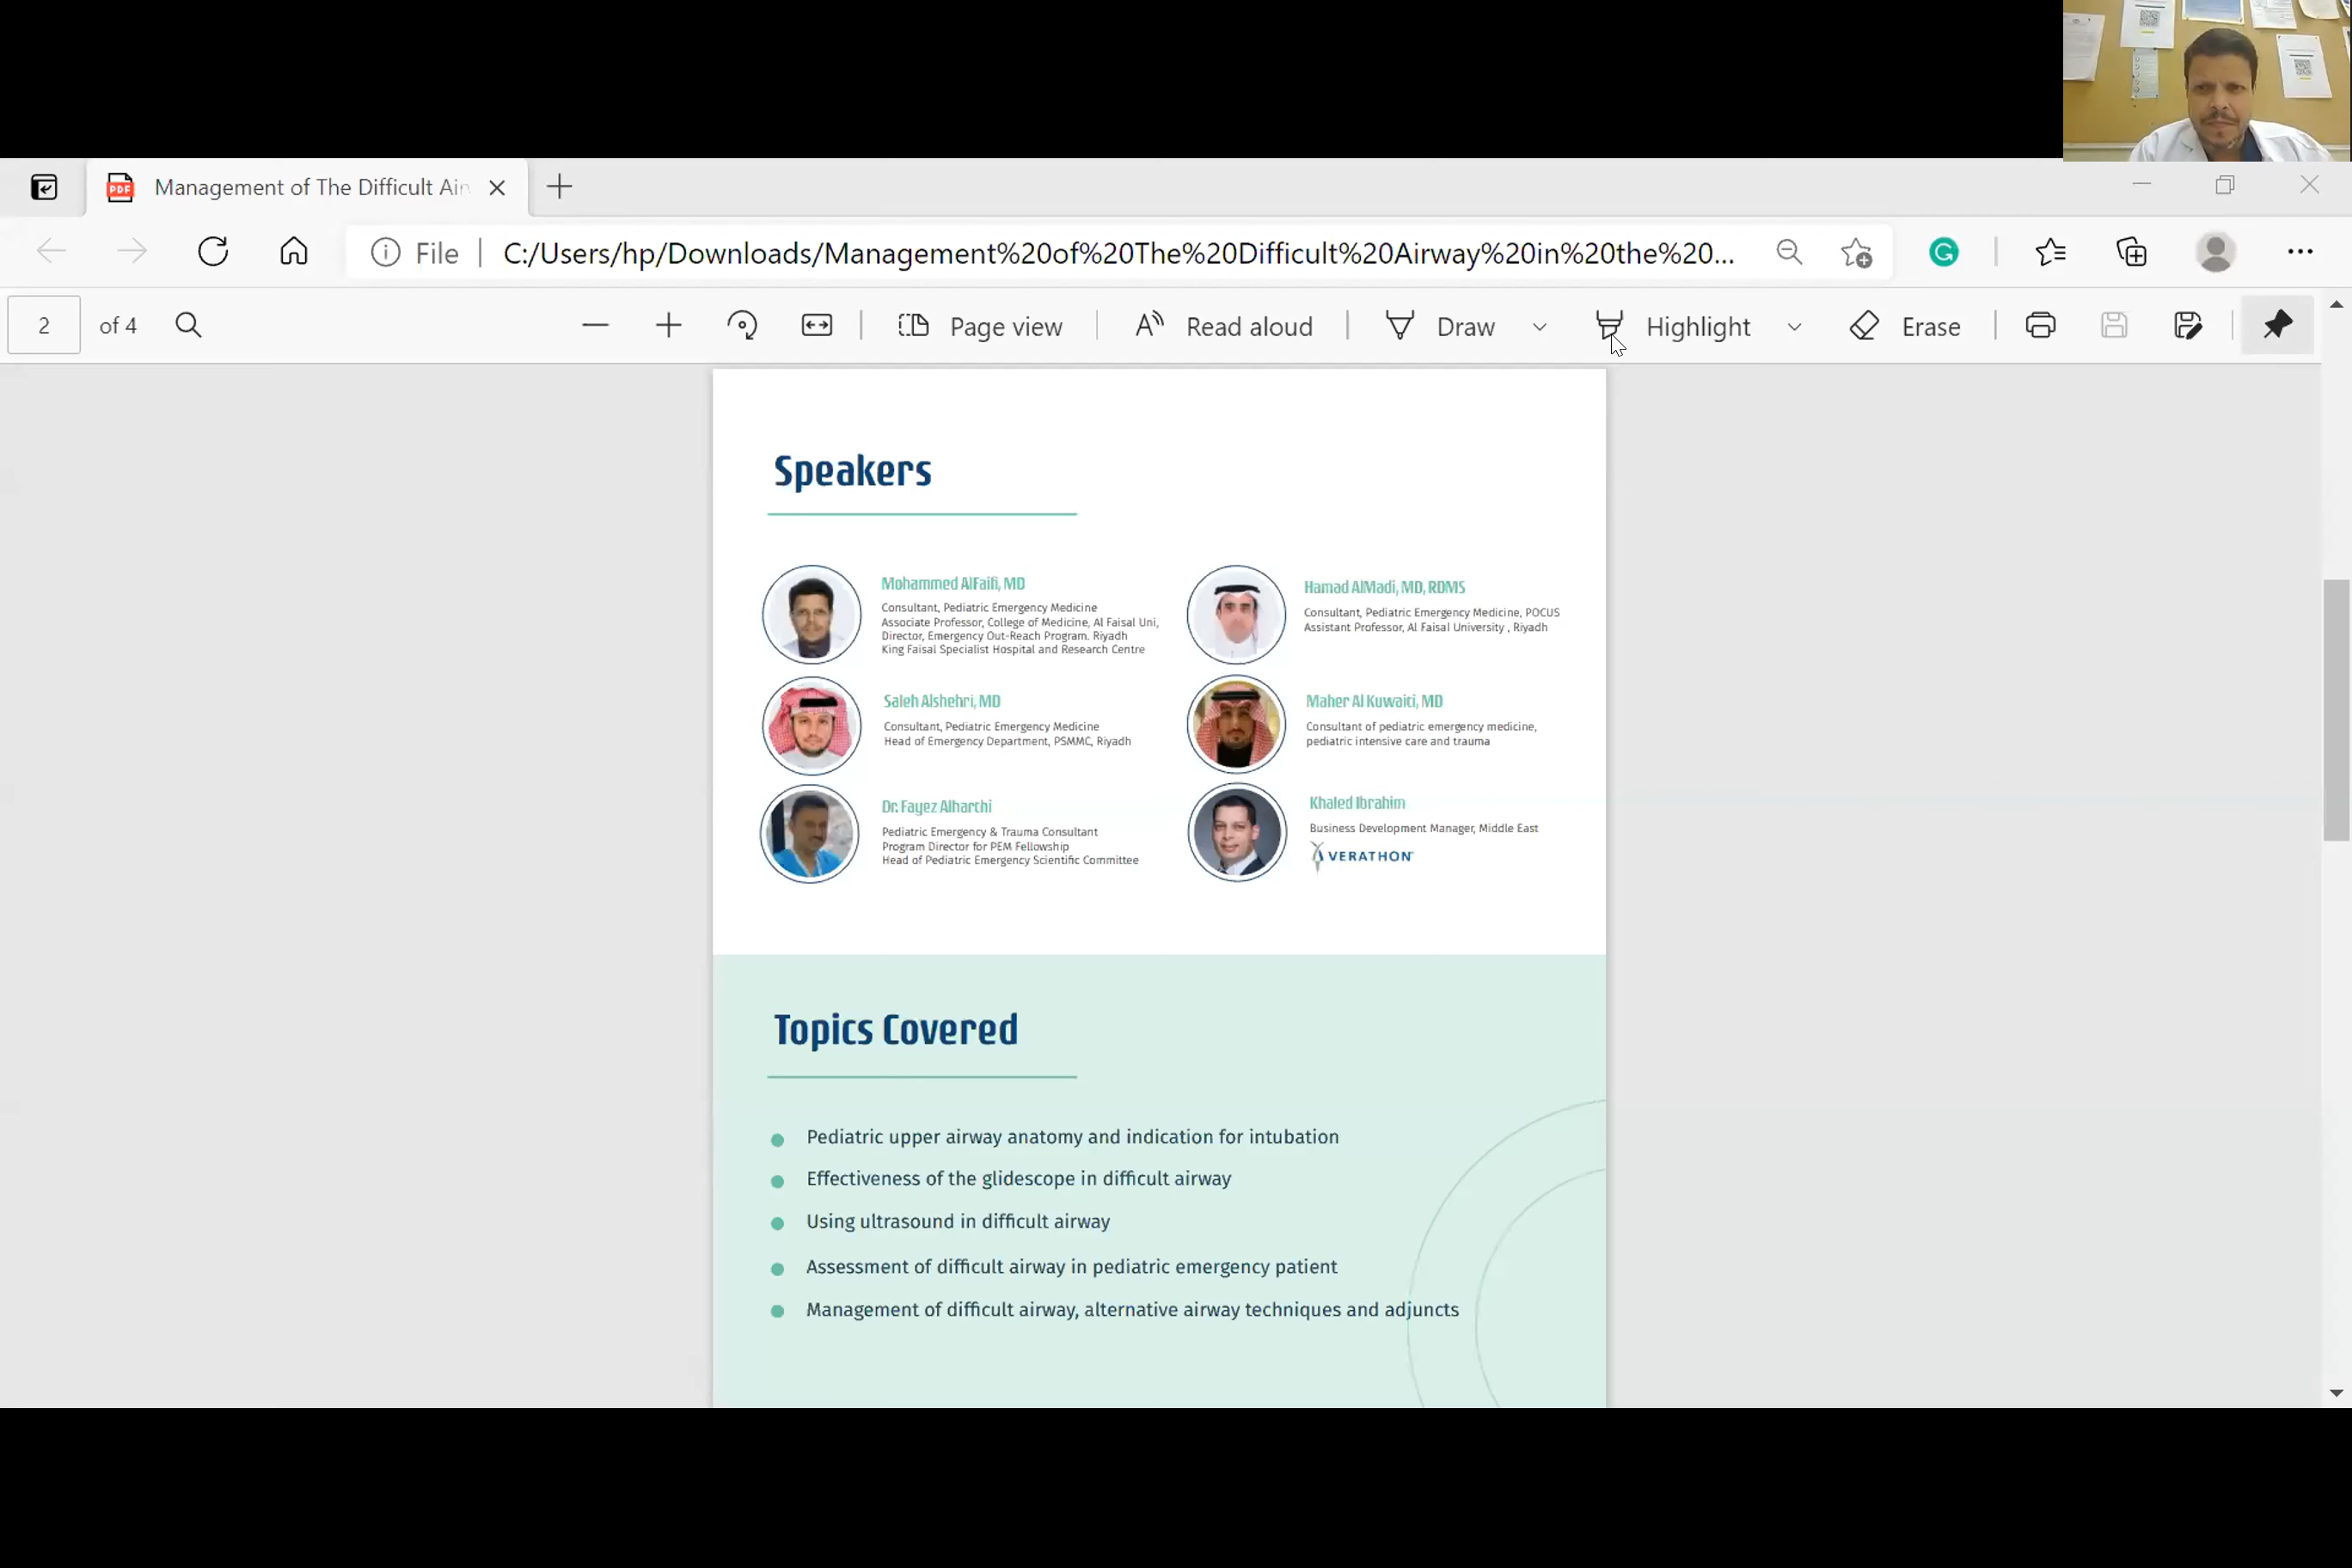 Management of The Difficult Air
File
C:/Users/hp/Downloads/Management%20of%20The%20Difficult%20Airway%20in%20the%20...
2 of 4
Page view
Read aloud
Draw
Highlight
Erase
Speakers
Mohammed AlFaifi, MD
Consultant, Pediatric Emergency Medicine
Associate Professor, College of Medicine, Al Faisal Uni,
Director, Emergency Out-Reach Program. Riyadh
King Faisal Specialist Hospital and Research Centre
Hamad AlMadi, MD, RDMS
Consultant, Pediatric Emergency Medicine, POCUS
Assistant Professor, Al Faisal University , Riyadh
Saleh Alshehri, MD
Consultant, Pediatric Emergency Medicine
Head of Emergency Department, PSMMC, Riyadh
Maher Al Kuwaiti, MD
Consultant of pediatric emergency medicine,
pediatric intensive care and trauma
Dr. Fayez Alharthi
Pediatric Emergency & Trauma Consultant
Program Director for PEM Fellowship
Head of Pediatric Emergency Scientific Committee
Khaled Ibrahim
Business Development Manager, Middle East
VERATHON
Topics Covered
Pediatric upper airway anatomy and indication for intubation
Effectiveness of the glidescope in difficult airway
Using ultrasound in difficult airway
Assessment of difficult airway in pediatric emergency patient
Management of difficult airway, alternative airway techniques and adjuncts